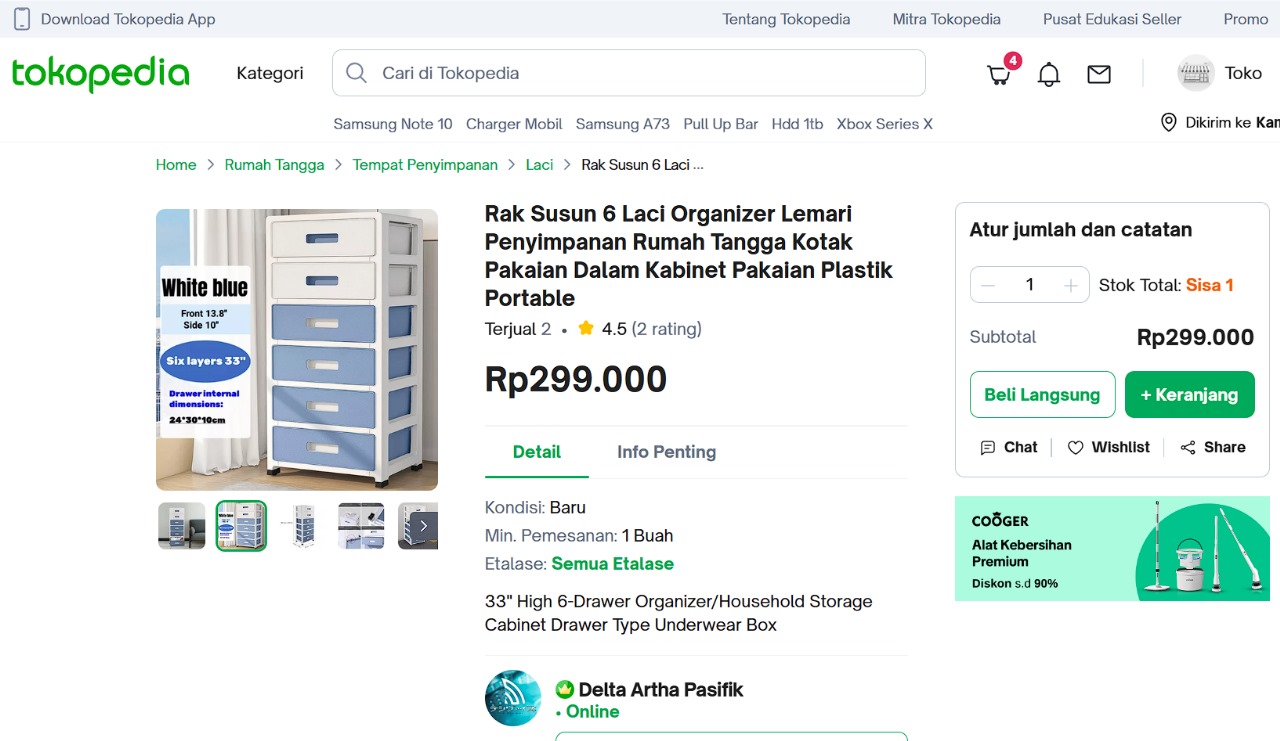 Download Tokopedia App
Tentang Tokopedia
Mitra Tokopedia
Pusat Edukasi Seller
Promo
tokopedia
Kategori
Cari di Tokopedia
4
Toko
Samsung Note 10
Charger Mobil
Samsung A73
Pull Up Bar
Hdd 1tb
Xbox Series X
Dikirim ke
Home > Rumah Tangga > Tempat Penyimpanan > Laci > Rak Susun 6 Laci ...
White blue
Front 13.8"
Side 10"
Six layers 33"
Drawer internal
dimensions:
24*30*10cm
Rak Susun 6 Laci Organizer Lemari
Penyimpanan Rumah Tangga Kotak
Pakaian Dalam Kabinet Pakaian Plastik
Portable
Terjual 2 • 4.5 (2 rating)
Rp299.000
Detail
Info Penting
Kondisi: Baru
Min. Pemesanan: 1 Buah
Etalase: Semua Etalase
33" High 6-Drawer Organizer/Household Storage
Cabinet Drawer Type Underwear Box
Delta Artha Pasifik
• Online
Atur jumlah dan catatan
1
Stok Total: Sisa 1
Subtotal
Rp299.000
Beli Langsung
+ Keranjang
Chat
Wishlist
Share
COOGER
Alat Kebersihan
Premium
Diskon s.d 90%